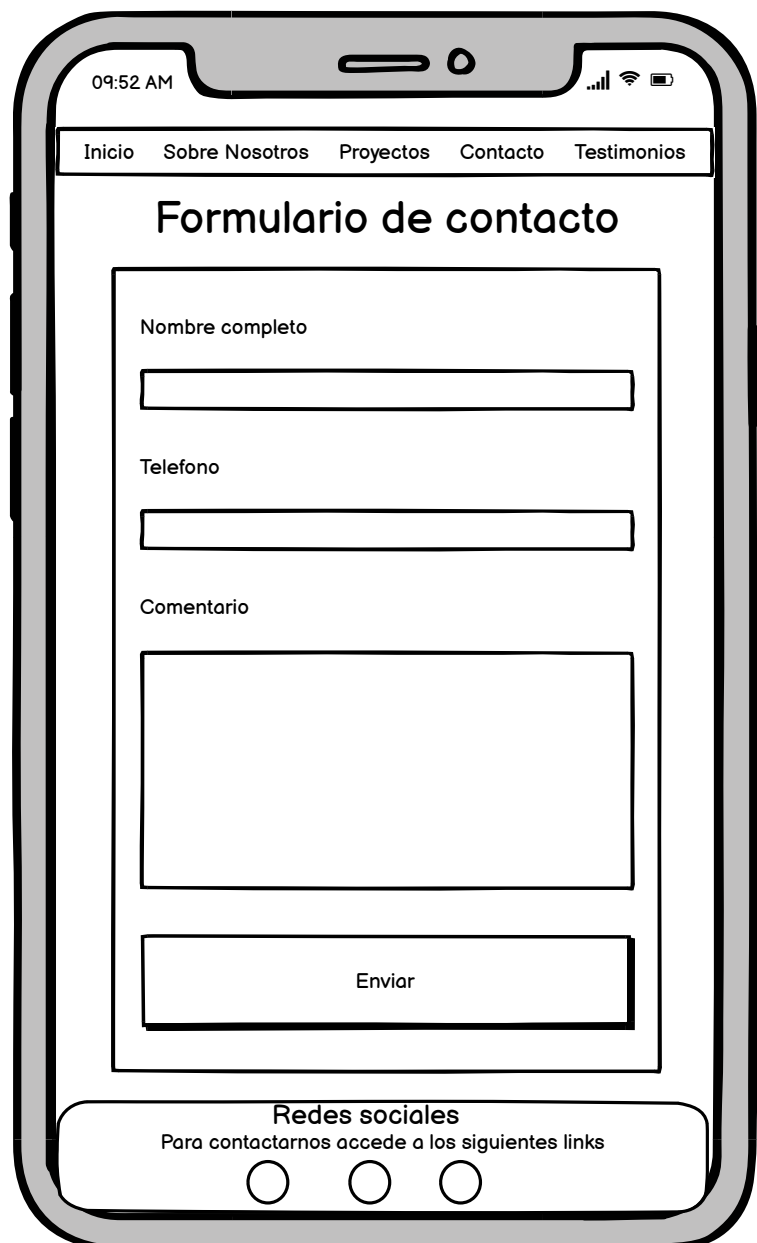 09:52 AM
Inicio Sobre Nosotros Proyectos Contacto Testimonios
Formulario de contacto
Nombre completo
Telefono
Comentario
Enviar
Redes sociales
Para contactarnos accede a los siguientes links